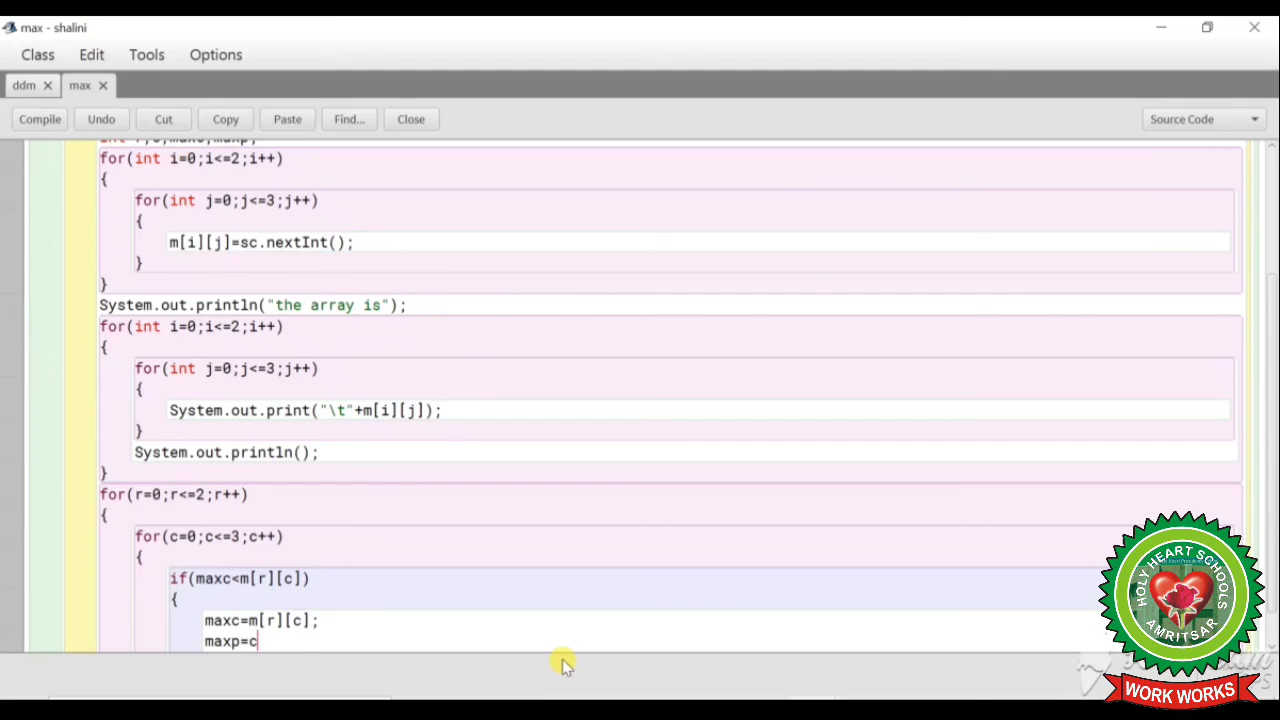 max - shalini
Class Edit Tools Options
ddm max
Compile Undo Cut Copy Paste Find... Close Source Code
for(int i=0;i<=2;i++)
{
for(int j=0;j<=3;j++)
{
m[i][j]=sc.nextInt();
}
}
System.out.println("the array is");
for(int i=0;i<=2;i++)
{
for(int j=0;j<=3;j++)
{
System.out.print("\t"+m[i][j]);
}
System.out.println();
}
for(r=0;r<=2;r++)
{
for(c=0;c<=3;c++)
{
if(maxc<m[r][c])
{
maxc=m[r][c];
maxp=c
HOLY HEART SCHOOLS
AMRITSAR
WORK WORKS